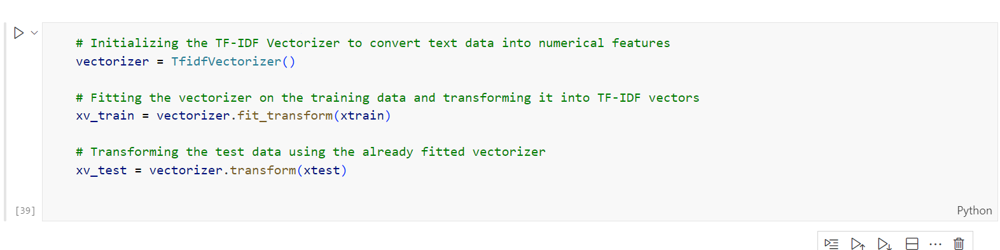 # Initializing the TF-IDF Vectorizer to convert text data into numerical features
vectorizer = TfidfVectorizer()
# Fitting the vectorizer on the training data and transforming it into TF-IDF vectors
xv_train = vectorizer.fit_transform(xtrain)
# Transforming the test data using the already fitted vectorizer
xv_test = vectorizer.transform(xtest)
[39]
Python